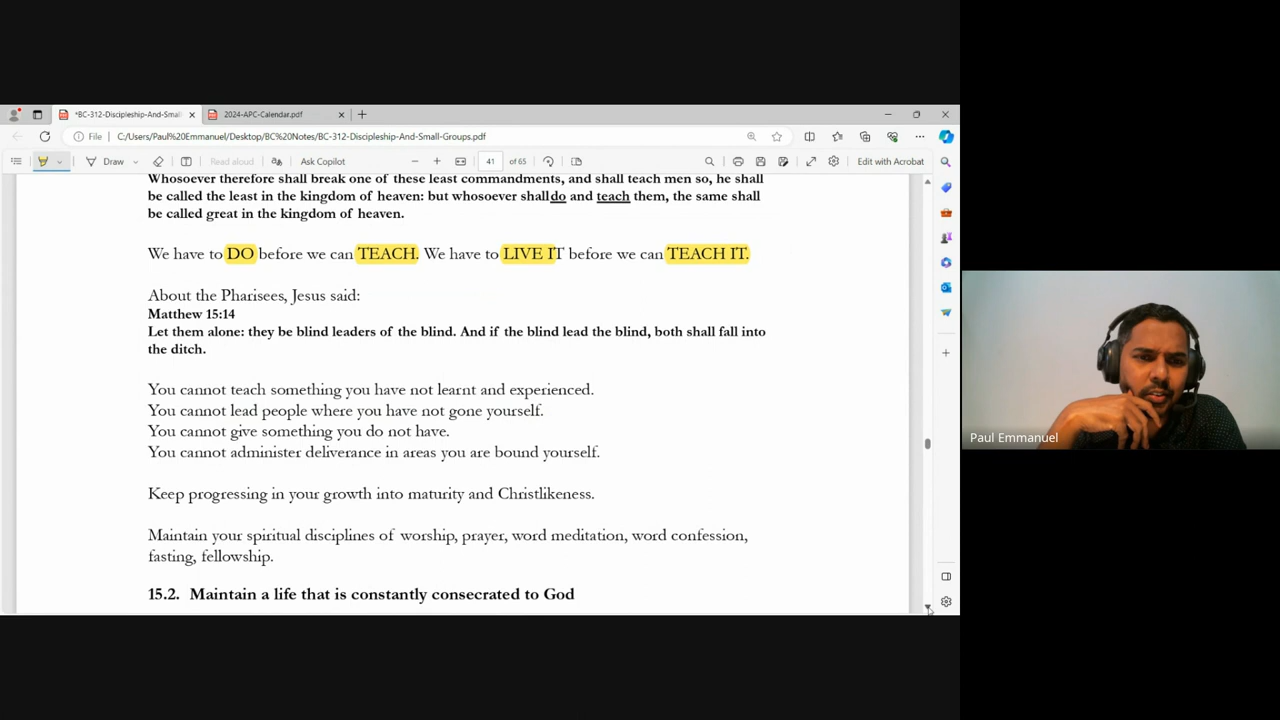 *BC-312-Discipleship-And-Small-
2024-APC-Calendar.pdf
File
C:/Users/Paul%20Emmanuel/Desktop/BC%20Notes/BC-312-Discipleship-And-Small-Groups.pdf
Draw
Read aloud
Ask Copilot
41 of 65
Edit with Acrobat
Whosoever therefore shall break one of these least commandments, and shall teach men so, he shall
be called the least in the kingdom of heaven: but whosoever shall do and teach them, the same shall
be called great in the kingdom of heaven.
We have to DO before we can TEACH. We have to LIVE IT before we can TEACH IT.
About the Pharisees, Jesus said:
Matthew 15:14
Let them alone: they be blind leaders of the blind. And if the blind lead the blind, both shall fall into
the ditch.
You cannot teach something you have not learnt and experienced.
You cannot lead people where you have not gone yourself.
You cannot give something you do not have.
You cannot administer deliverance in areas you are bound yourself.
Keep progressing in your growth into maturity and Christlikeness.
Maintain your spiritual disciplines of worship, prayer, word meditation, word confession,
fasting, fellowship.
15.2. Maintain a life that is constantly consecrated to God
Paul Emmanuel